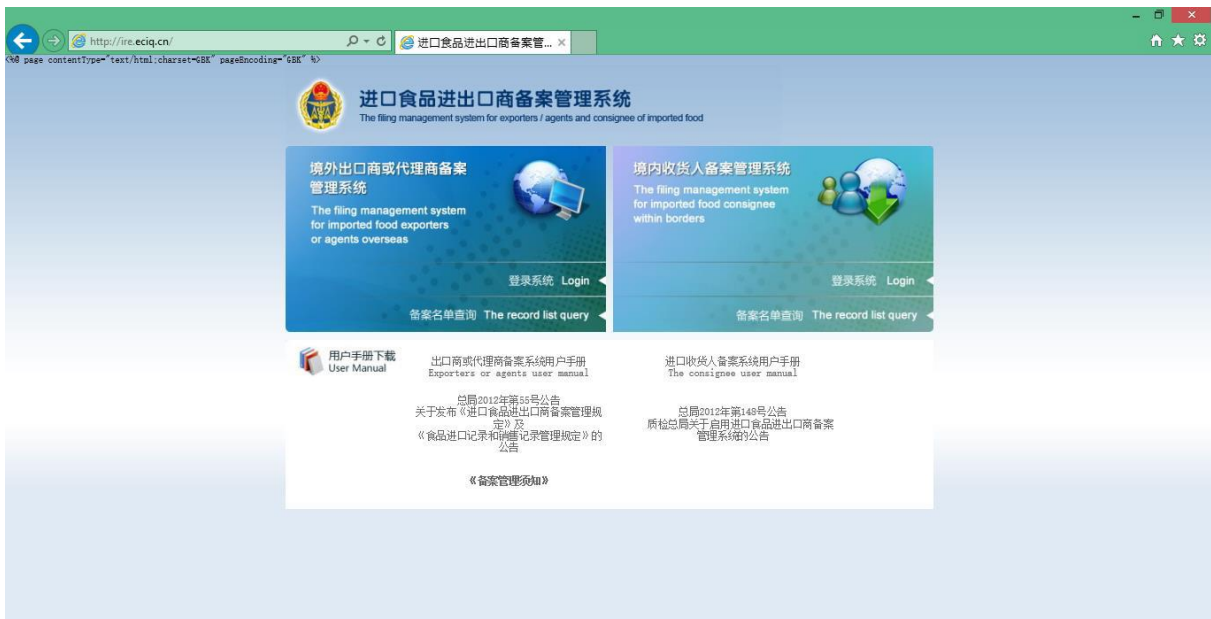 http://ire.eciq.cn/
进口食品进出口商备案管...
<%@ page contentType="text/html;charset=GBK" pageEncoding="GBK" %>
进口食品进出口商备案管理系统
The filing management system for exporters / agents and consignee of imported food
境外出口商或代理商备案
管理系统
The filing management system
for imported food exporters
or agents overseas
登录系统 Login
备案名单查询 The record list query
境内收货人备案管理系统
The filing management system
for imported food consignee
within borders
登录系统 Login
备案名单查询 The record list query
用户手册下载
User Manual
出口商或代理商备案系统用户手册
Exporters or agents user manual
进口收货人备案系统用户手册
The consignee user manual
总局2012年第55号公告
关于发布《进口食品进出口商备案管理规
定》及
《食品进口记录和销售记录管理规定》的
公告
总局2012年第148号公告
质检总局关于启用进口食品进出口商备案
管理系统的公告
《备案管理须知》